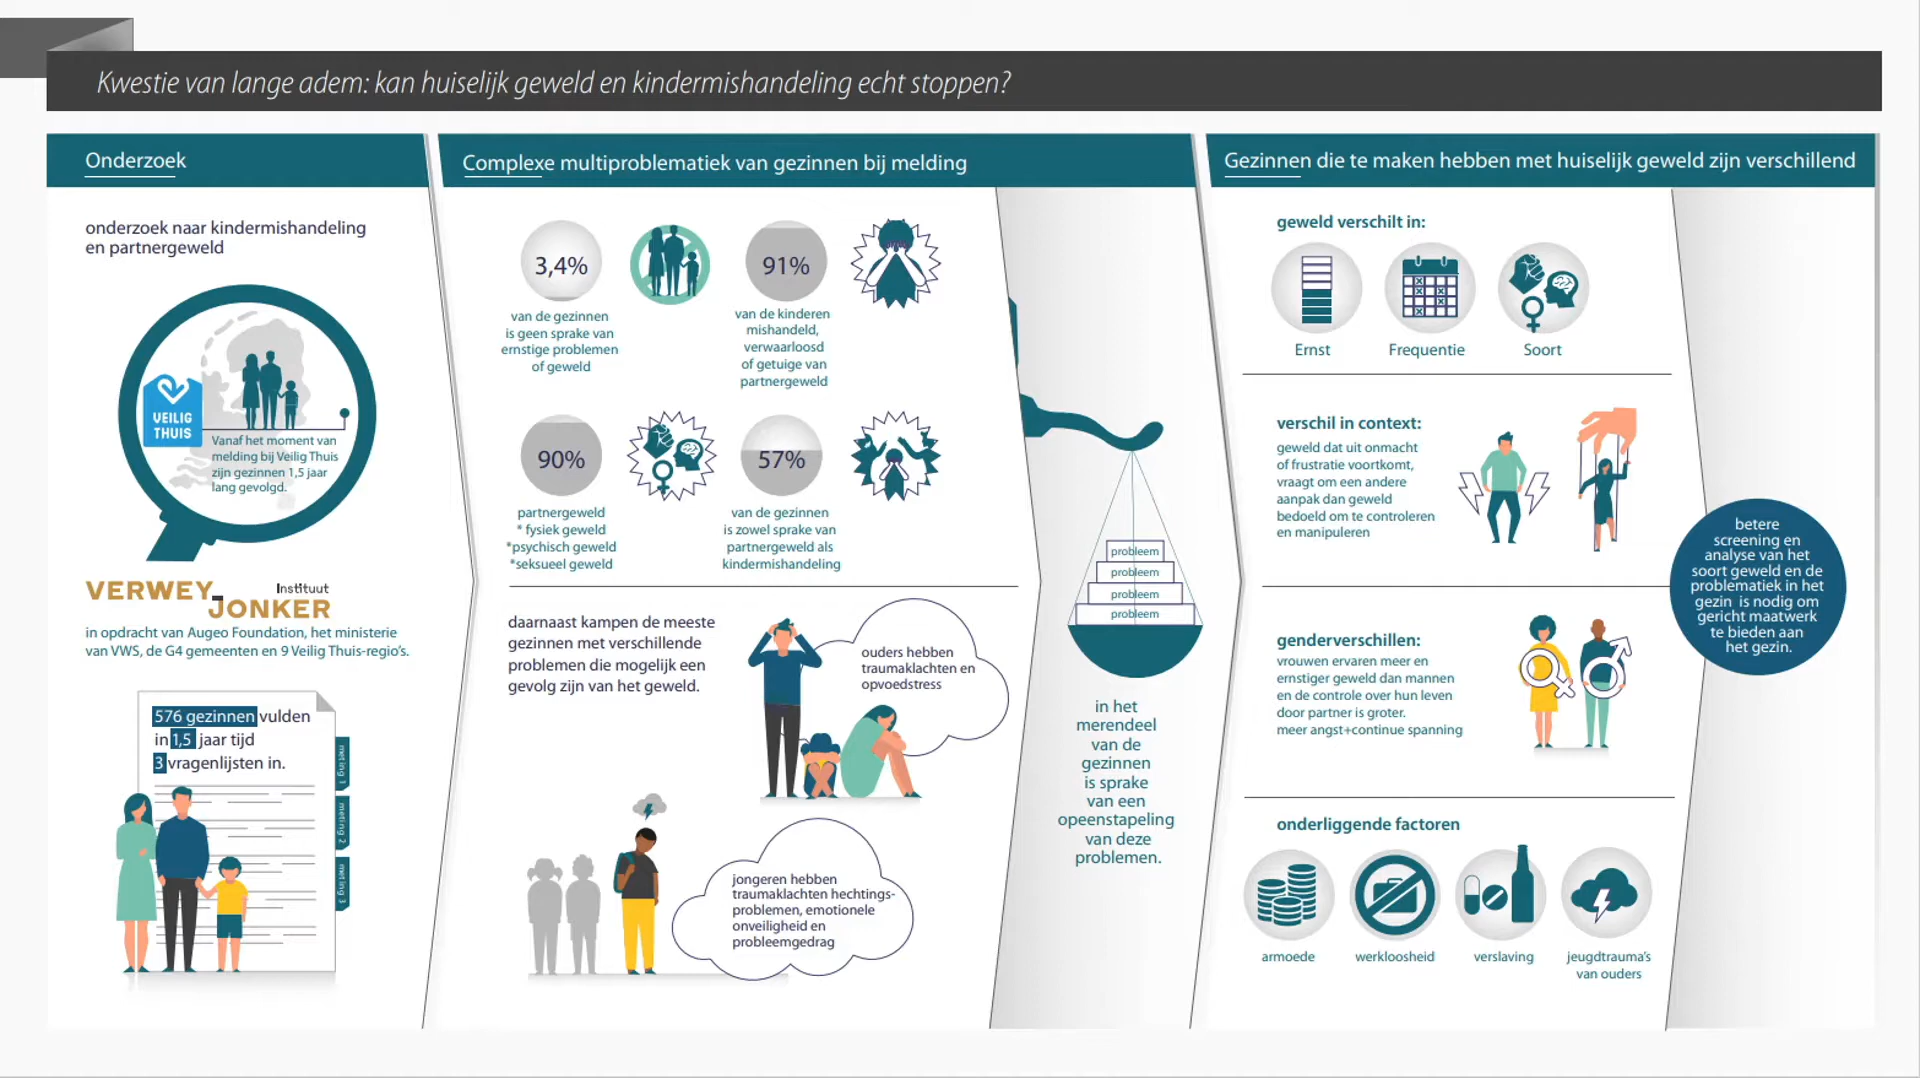 Kwestie van lange adem: kan huiselijk geweld en kindermishandeling echt stoppen?
Onderzoek
onderzoek naar kindermishandeling
en partnergeweld
VEILIG
THUIS
Vanaf het moment van
melding bij Veilig Thuis
zijn gezinnen 1,5 jaar
lang gevolgd.
VERWEY_
Instituut
JONKER
in opdracht van Augeo Foundation, het ministerie
van VWS, de G4 gemeenten en 9 Veilig Thuis-regio's.
576 gezinnen vulden
in 1,5 jaar tijd
3 vragenlijsten in.
meting 1
meting 2
meting 3
Complexe multiproblematiek van gezinnen bij melding
3,4%
van de gezinnen
is geen sprake van
ernstige problemen
of geweld
91%
van de kinderen
mishandeld,
verwaarloosd
of getuige van
partnergeweld
90%
partnergeweld
* fysiek geweld
*psychisch geweld
*seksueel geweld
57%
van de gezinnen
is zowel sprake van
partnergeweld als
kindermishandeling
daarnaast kampen de meeste
gezinnen met verschillende
problemen die mogelijk een
gevolg zijn van het geweld.
ouders hebben
traumaklachten en
opvoedstress
jongeren hebben
traumaklachten hechtings-
problemen, emotionele
onveiligheid en
probleemgedrag
probleem
probleem
probleem
probleem
in het
merendeel
van de
gezinnen
is sprake
van een
opeenstapeling
van deze
problemen.
Gezinnen die te maken hebben met huiselijk geweld zijn verschillend
geweld verschilt in:
Ernst
Frequentie
Soort
verschil in context:
geweld dat uit onmacht
of frustratie voortkomt,
vraagt om een andere
aanpak dan geweld
bedoeld om te controleren
en manipuleren
genderverschillen:
vrouwen ervaren meer en
ernstiger geweld dan mannen
en de controle over hun leven
door partner is groter.
meer angst+continue spanning
onderliggende factoren
armoede
werkloosheid
verslaving
jeugdtrauma's
van ouders
betere
screening en
analyse van het
soort geweld en de
problematiek in het
gezin is nodig om
gericht maatwerk
te bieden aan
het gezin.